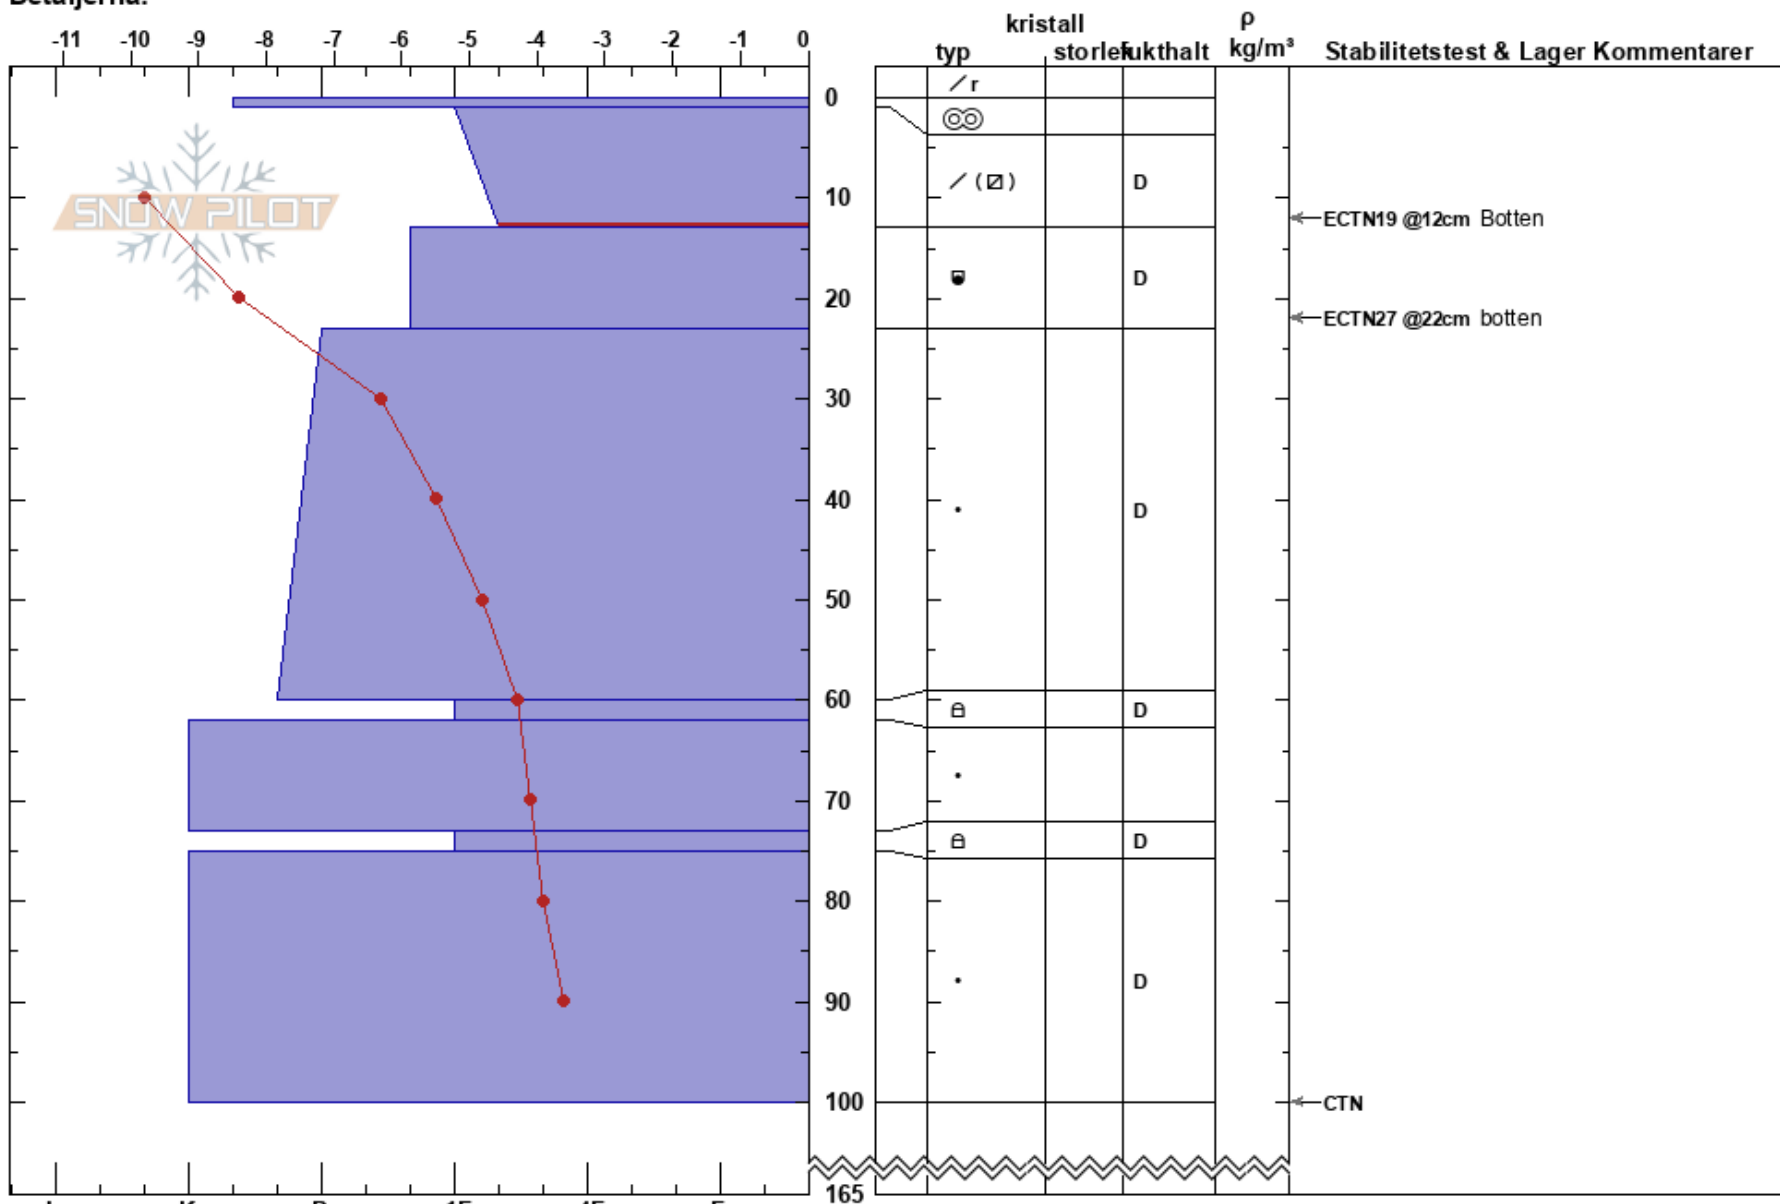 Detaljerna:
kristall ρ
-11 -10 -9 -8 -7 -6 -5 -4 -3 -2 -1 0 typ storlek fukthalt kg/m³ Stabilitetstest & Lager Kommentarer
r
0
SNOW PILOT
( ) D
10
ECTN19 @12cm Botten
D
20
ECTN27 @22cm botten
30
40
D
50
60
D
70
D
80
D
90
100 CTN
165